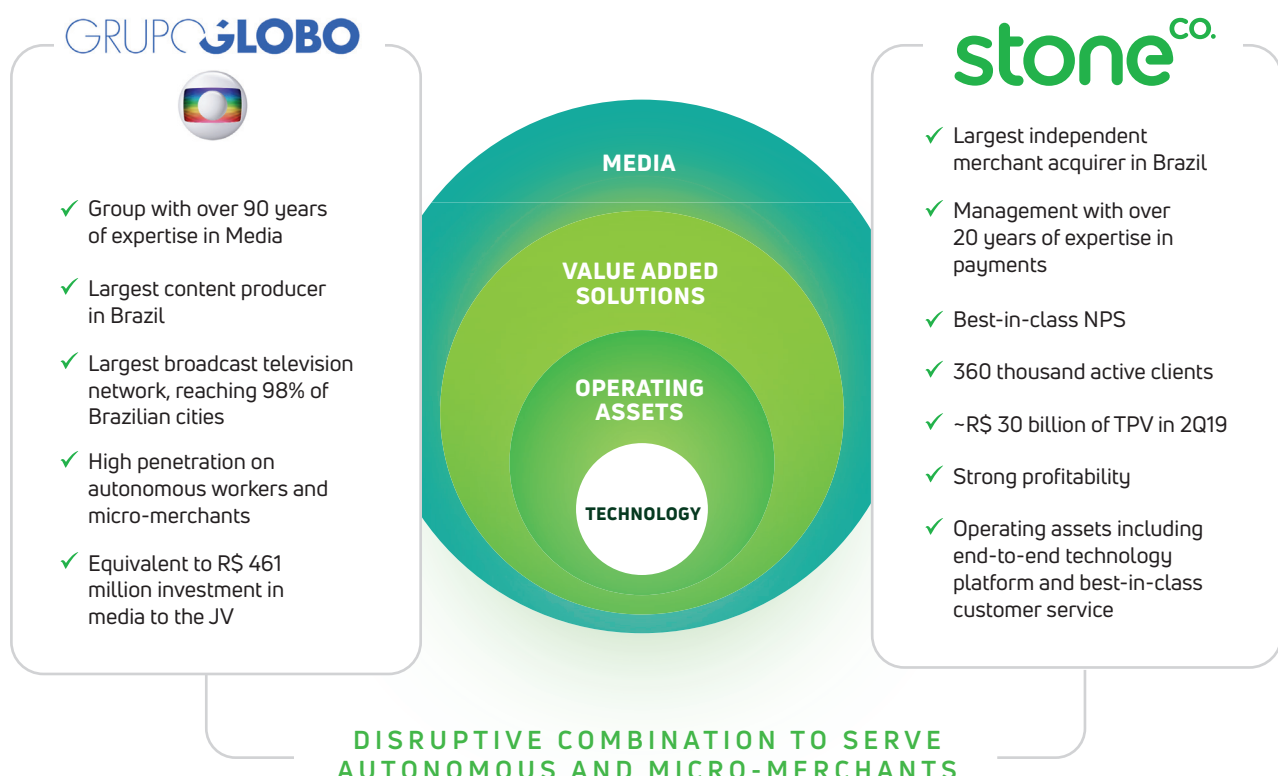 GRUPO GLOBO
Group with over 90 years
of expertise in Media
Largest content producer
in Brazil
Largest broadcast television
network, reaching 98% of
Brazilian cities
High penetration on
autonomous workers and
micro-merchants
Equivalent to R$ 461
million investment in
media to the JV
MEDIA
VALUE ADDED
SOLUTIONS
OPERATING
ASSETS
TECHNOLOGY
stone co.
Largest independent
merchant acquirer in Brazil
Management with over
20 years of expertise in
payments
Best-in-class NPS
360 thousand active clients
~R$ 30 billion of TPV in 2Q19
Strong profitability
Operating assets including
end-to-end technology
platform and best-in-class
customer service
DISRUPTIVE COMBINATION TO SERVE
AUTONOMOUS AND MICRO-MERCHANTS